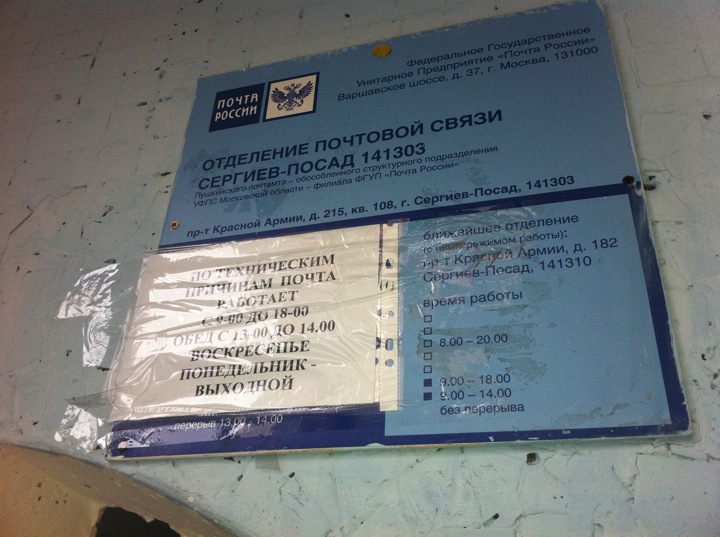 Федеральное Государственное
Унитарное Предприятие «Почта России»
Варшавское шоссе, д. 37, г. Москва, 131000
ПОЧТА
РОССИИ
ОТДЕЛЕНИЕ ПОЧТОВОЙ СВЯЗИ
СЕРГИЕВ-ПОСАД 141303
Пушкинского почтамта – обособленного структурного подразделения
УФПС Московской области – филиала ФГУП «Почта России»
пр-т Красной Армии, д. 215, кв. 108, г. Сергиев-Посад, 141303
ПО ТЕХНИЧЕСКИМ
ПРИЧИНАМ ПОЧТА
РАБОТАЕТ
С 9-00 ДО 18-00
ОБЕД С 13.00 ДО 14.00
ВОСКРЕСЕНЬЕ
ПОНЕДЕЛЬНИК -
ВЫХОДНОЙ
перерыв 13.00 - 14.00
ближайшее отделение
(с иным режимом работы):
пр-т Красной Армии, д. 182
Сергиев-Посад, 141310
время работы
8.00 – 20.00
9.00 – 18.00
9.00 – 14.00
без перерыва